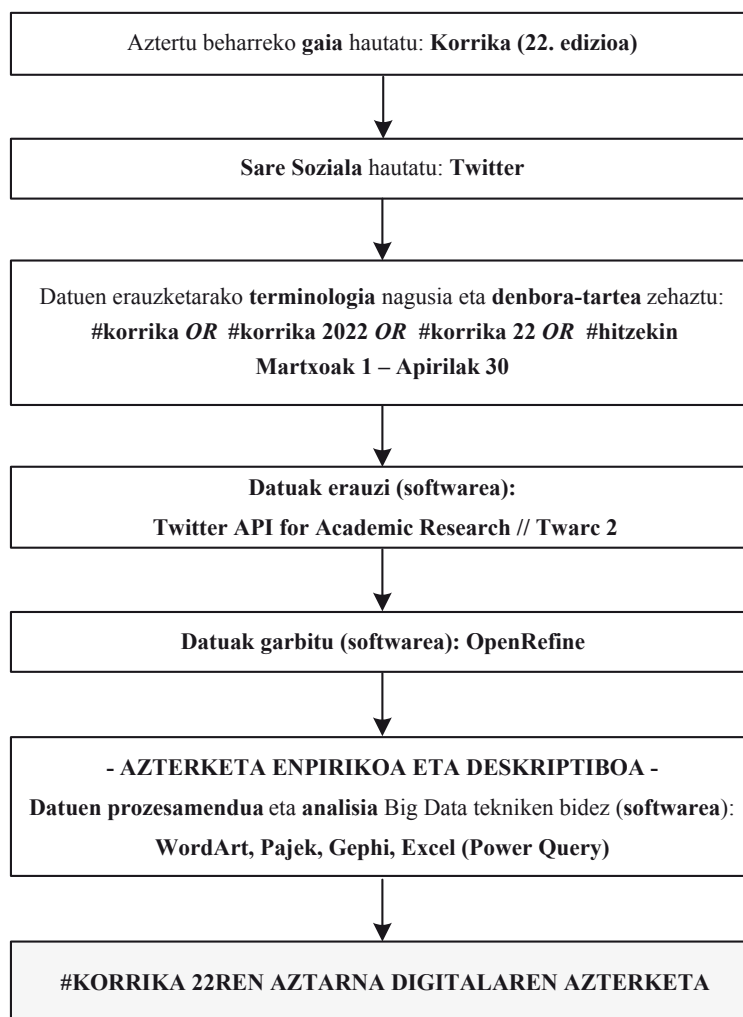 Aztertu beharreko gaia hautatu: Korrika (22. edizioa)
Sare Soziala hautatu: Twitter
Datuen erauzketarako terminologia nagusia eta denbora-tartea zehaztu:
#korrika OR #korrika 2022 OR #korrika 22 OR #hitzekin
Martxoak 1 – Apirilak 30
Datuak erauzi (softwarea):
Twitter API for Academic Research // Twarc 2
Datuak garbitu (softwarea): OpenRefine
- AZTERKETA ENPIRIKOA ETA DESKRIPTIBOA -
Datuen prozesamendua eta analisia Big Data tekniken bidez (softwarea):
WordArt, Pajek, Gephi, Excel (Power Query)
#KORRIKA 22REN AZTARNA DIGITALAREN AZTERKETA